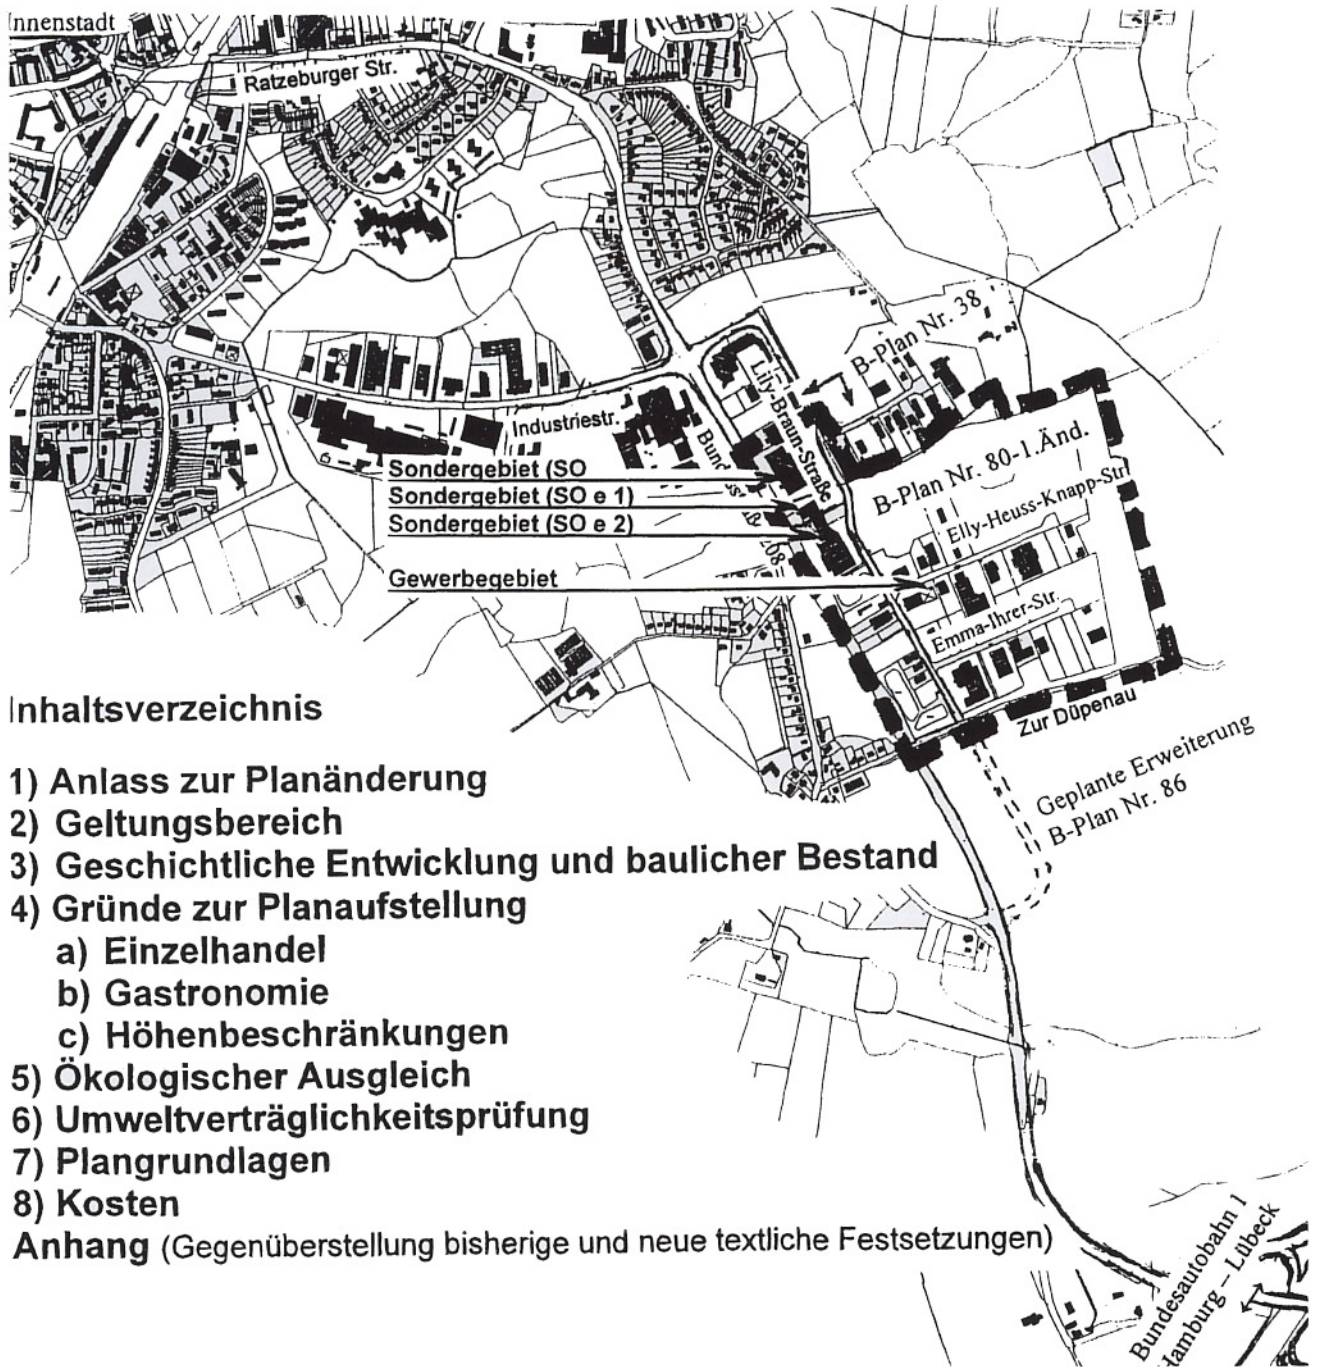 Innenstadt
Ratzeburger Str.
B-Plan Nr. 38
Lily-Braun-Straße
Industriestr.
B-Plan Nr. 80-1.Änd.
Sondergebiet (SO
Sondergebiet (SO e 1)
Sondergebiet (SO e 2)
Elly-Heuss-Knapp-Str
208
Gewerbegebiet
Emma-Ihrer-Str.
Zur Düpenau
Geplante Erweiterung
B-Plan Nr. 86
Inhaltsverzeichnis
1) Anlass zur Planänderung
2) Geltungsbereich
3) Geschichtliche Entwicklung und baulicher Bestand
4) Gründe zur Planaufstellung
a) Einzelhandel
b) Gastronomie
c) Höhenbeschränkungen
5) Ökologischer Ausgleich
6) Umweltverträglichkeitsprüfung
7) Plangrundlagen
8) Kosten
Anhang (Gegenüberstellung bisherige und neue textliche Festsetzungen)
Bundesautobahn 1
Hamburg – Lübeck